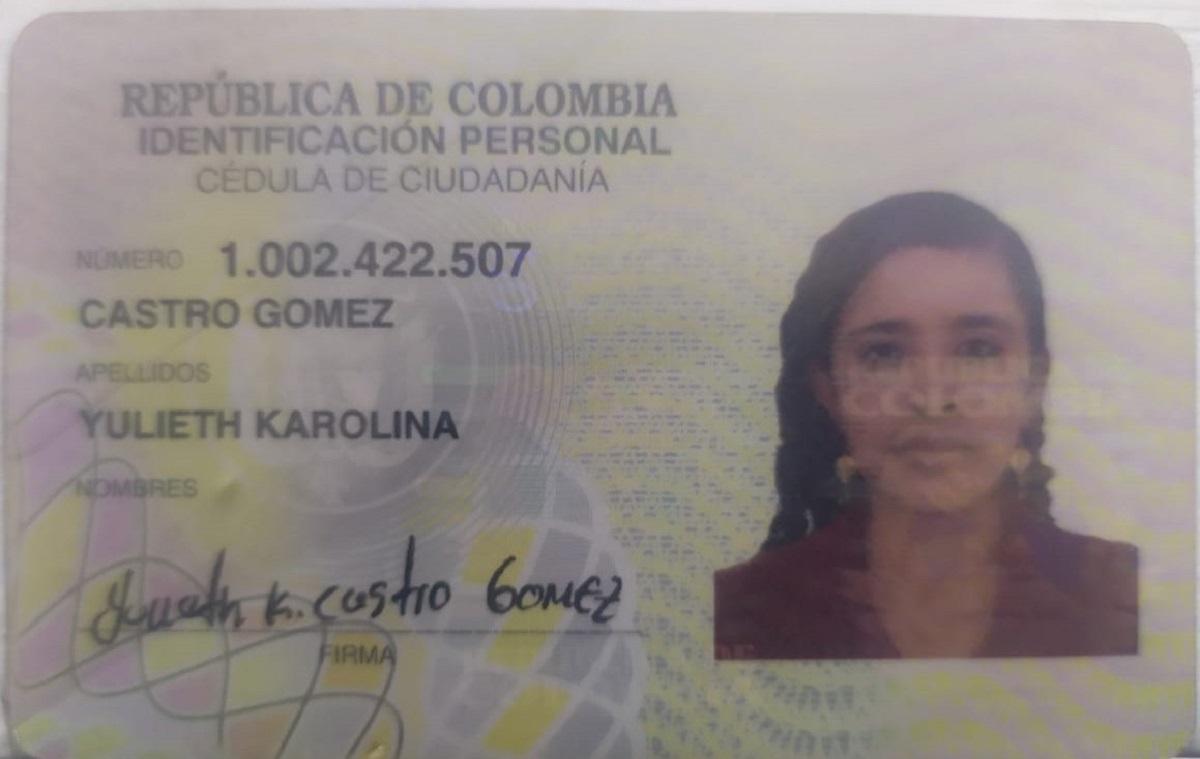 REPÚBLICA DE COLOMBIA
IDENTIFICACIÓN PERSONAL
CÉDULA DE CIUDADANÍA
NÚMERO 1.002.422.507
CASTRO GOMEZ
APELLIDOS
YULIETH KAROLINA
NOMBRES
K. Castro GOMEZ
FIRMA